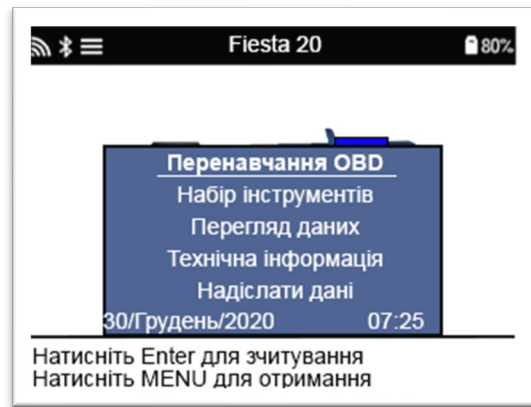 Fiesta 20 80%
Перенавчання OBD
Набір інструментів
Перегляд даних
Технічна інформація
Надіслати дані
30/Грудень/2020 07:25
Натисніть Enter для зчитування
Натисніть MENU для отримання